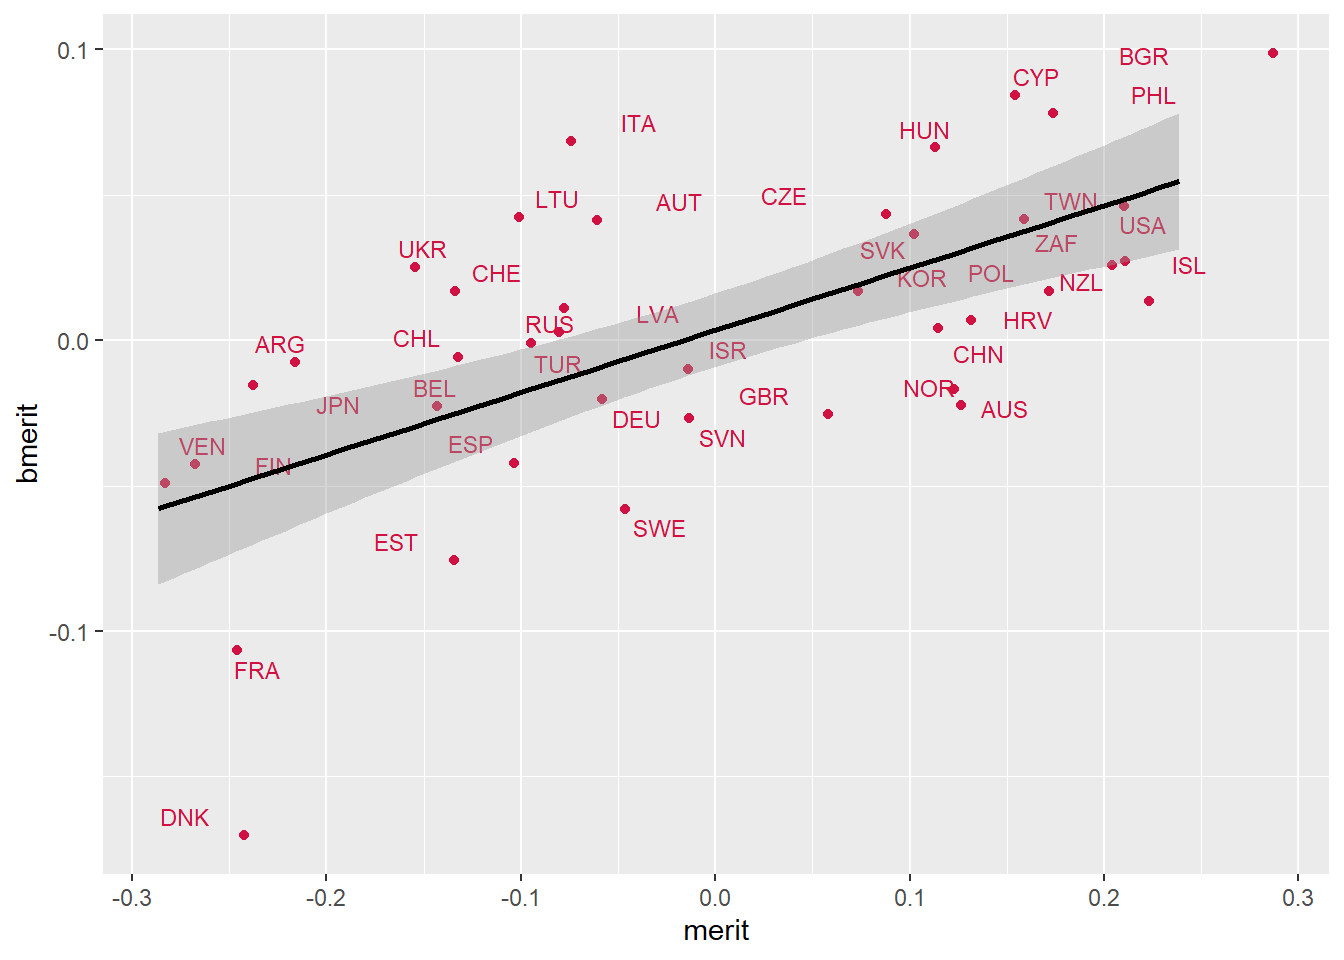 0.1
0.0
-0.1
bmerit
BGR
CYP
PHL
ITA
HUN
CZE
LTU
AUT
TWN
USA
UKR
SVK
ZAF
CHE
KOR
POL
NZL
ISL
LVA
RUS
HRV
CHL
ARG
ISR
CHN
TUR
BEL
NOR
GBR
JPN
DEU
AUS
VEN
ESP
SVN
FIN
SWE
EST
FRA
DNK
-0.3
-0.2
-0.1
0.0
0.1
0.2
0.3
merit